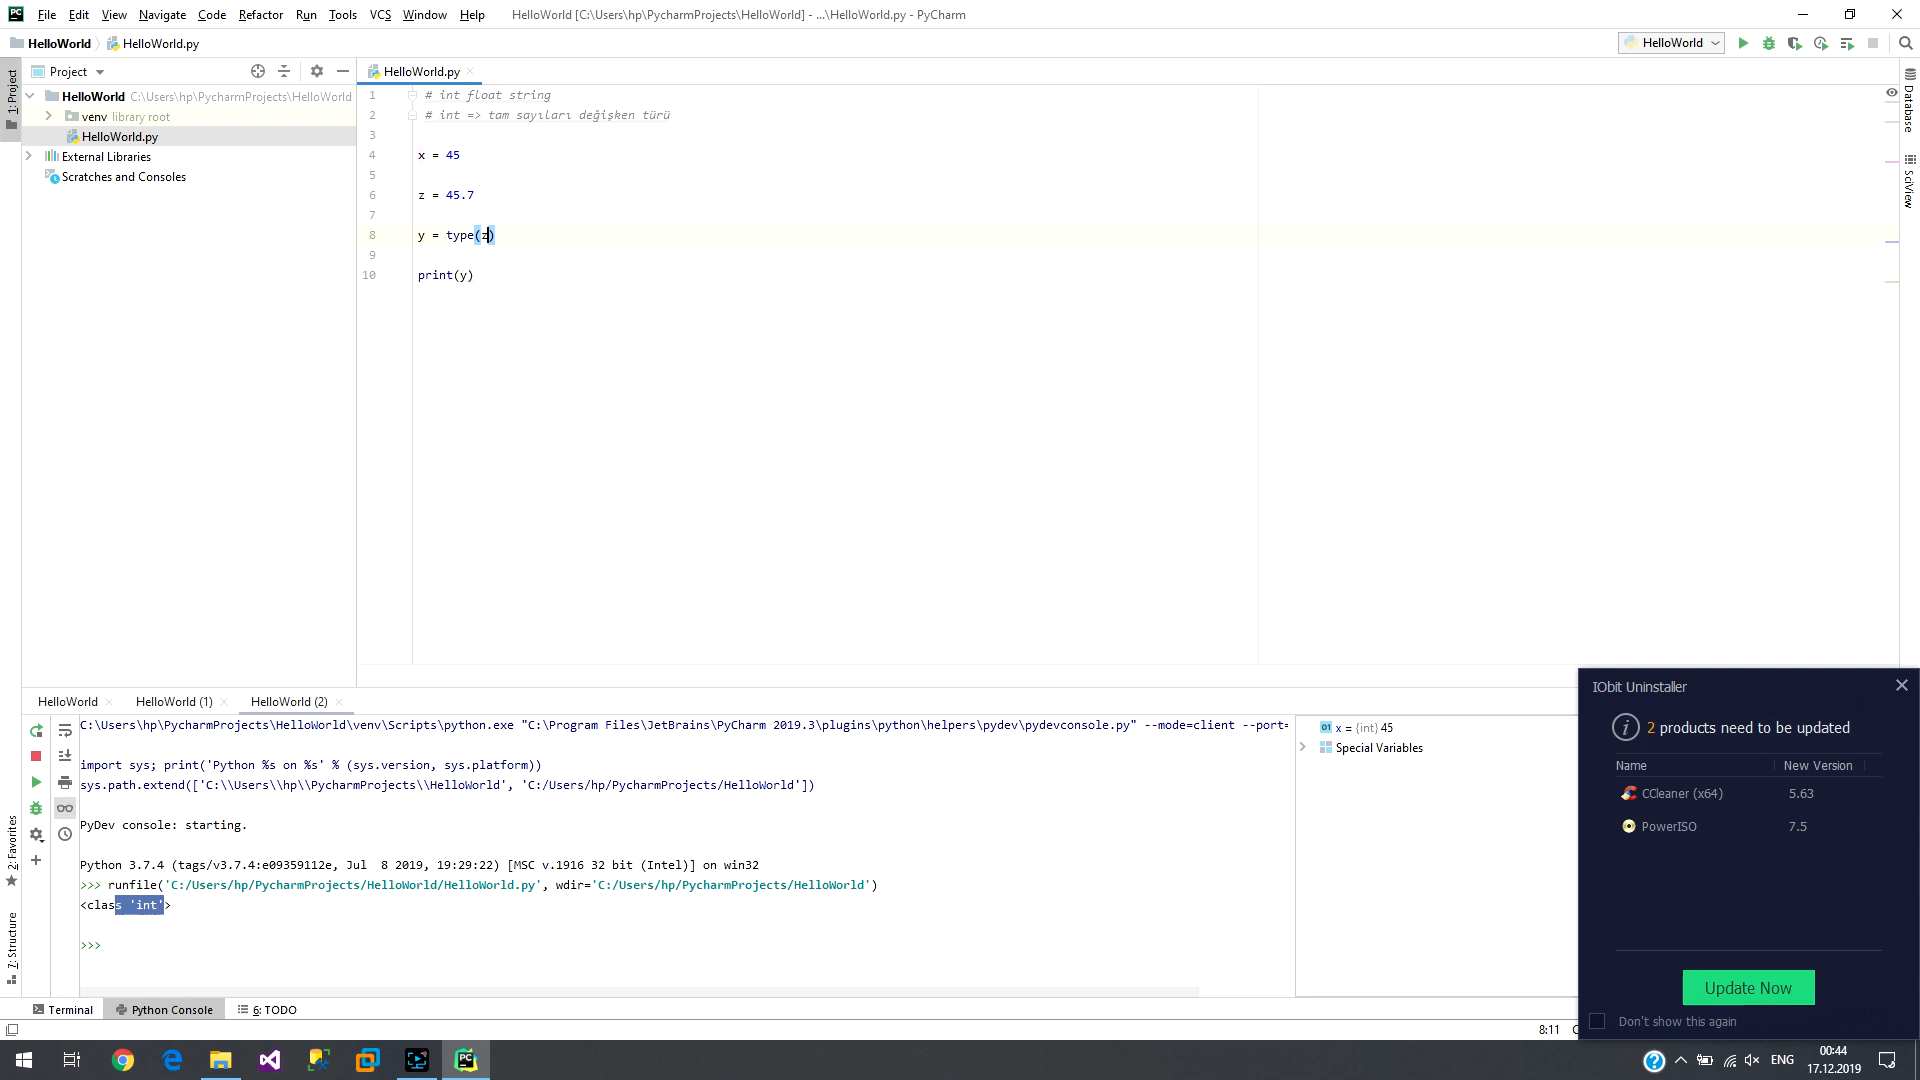 File Edit View Navigate Code Refactor Run Tools VCS Window Help HelloWorld [C:\Users\hp\PycharmProjects\HelloWorld] - ...\HelloWorld.py - PyCharm
HelloWorld HelloWorld.py HelloWorld
Project HelloWorld.py
1: Project
HelloWorld C:\Users\hp\PycharmProjects\HelloWorld
venv library root
HelloWorld.py
External Libraries
Scratches and Consoles
1 # int float string
2 # int => tam sayıları değişken türü
3
4 x = 45
5
6 z = 45.7
7
8 y = type(z)
9
10 print(y)
Database
SciView
HelloWorld HelloWorld (1) HelloWorld (2)
C:\Users\hp\PycharmProjects\HelloWorld\venv\Scripts\python.exe "C:\Program Files\JetBrains\PyCharm 2019.3\plugins\python\helpers\pydev\pydevconsole.py" --mode=client --port=
import sys; print('Python %s on %s' % (sys.version, sys.platform))
sys.path.extend(['C:\\Users\\hp\\PycharmProjects\\HelloWorld', 'C:/Users/hp/PycharmProjects/HelloWorld'])
PyDev console: starting.
Python 3.7.4 (tags/v3.7.4:e09359112e, Jul  8 2019, 19:29:22) [MSC v.1916 32 bit (Intel)] on win32
>>> runfile('C:/Users/hp/PycharmProjects/HelloWorld/HelloWorld.py', wdir='C:/Users/hp/PycharmProjects/HelloWorld')
<class 'int'>
>>>
x = {int} 45
Special Variables
2: Favorites
7: Structure
IObit Uninstaller
2 products need to be updated
Name New Version
CCleaner (x64) 5.63
PowerISO 7.5
Update Now
Don't show this again
Terminal Python Console 6: TODO
8:11
ENG 00:44
17.12.2019